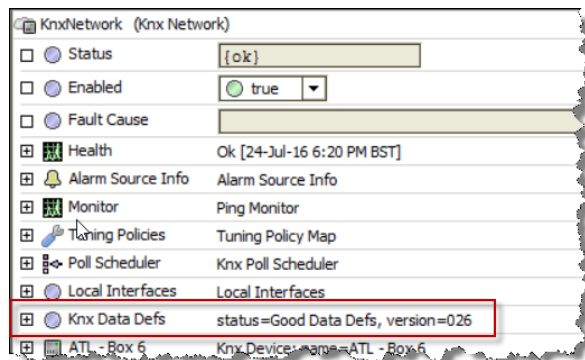 KnxNetwork (Knx Network)
Status {ok}
Enabled true
Fault Cause
Health Ok [24-Jul-16 6:20 PM BST]
Alarm Source Info Alarm Source Info
Monitor Ping Monitor
Tuning Policies Tuning Policy Map
Poll Scheduler Knx Poll Scheduler
Local Interfaces Local Interfaces
Knx Data Defs status=Good Data Defs, version=026
ATL - Box 6 Knx Device: name=ATL - Box 6